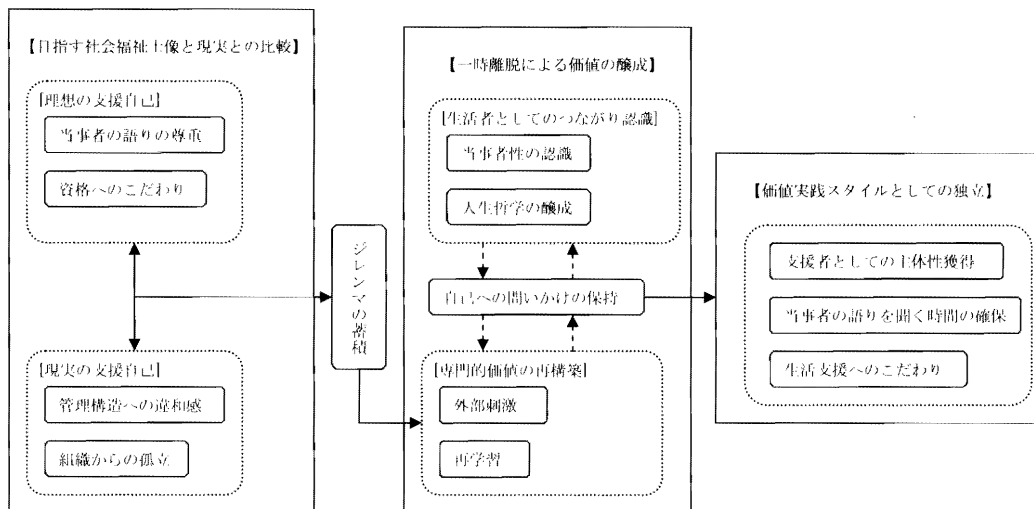 【目指す社会福祉士像と現実との比較】
[理想の支援自己]
当事者の語りの尊重
資格へのこだわり
[現実の支援自己]
管理構造への違和感
組織からの孤立
ジレンマの蓄積
【一時離脱による価値の醸成】
[生活者としてのつながり認識]
当事者性の認識
人生哲学の醸成
自己への問いかけの保持
[専門的価値の再構築]
外部刺激
再学習
【価値実践スタイルとしての独立】
支援者としての主体性獲得
当事者の語りを聞く時間の確保
生活支援へのこだわり